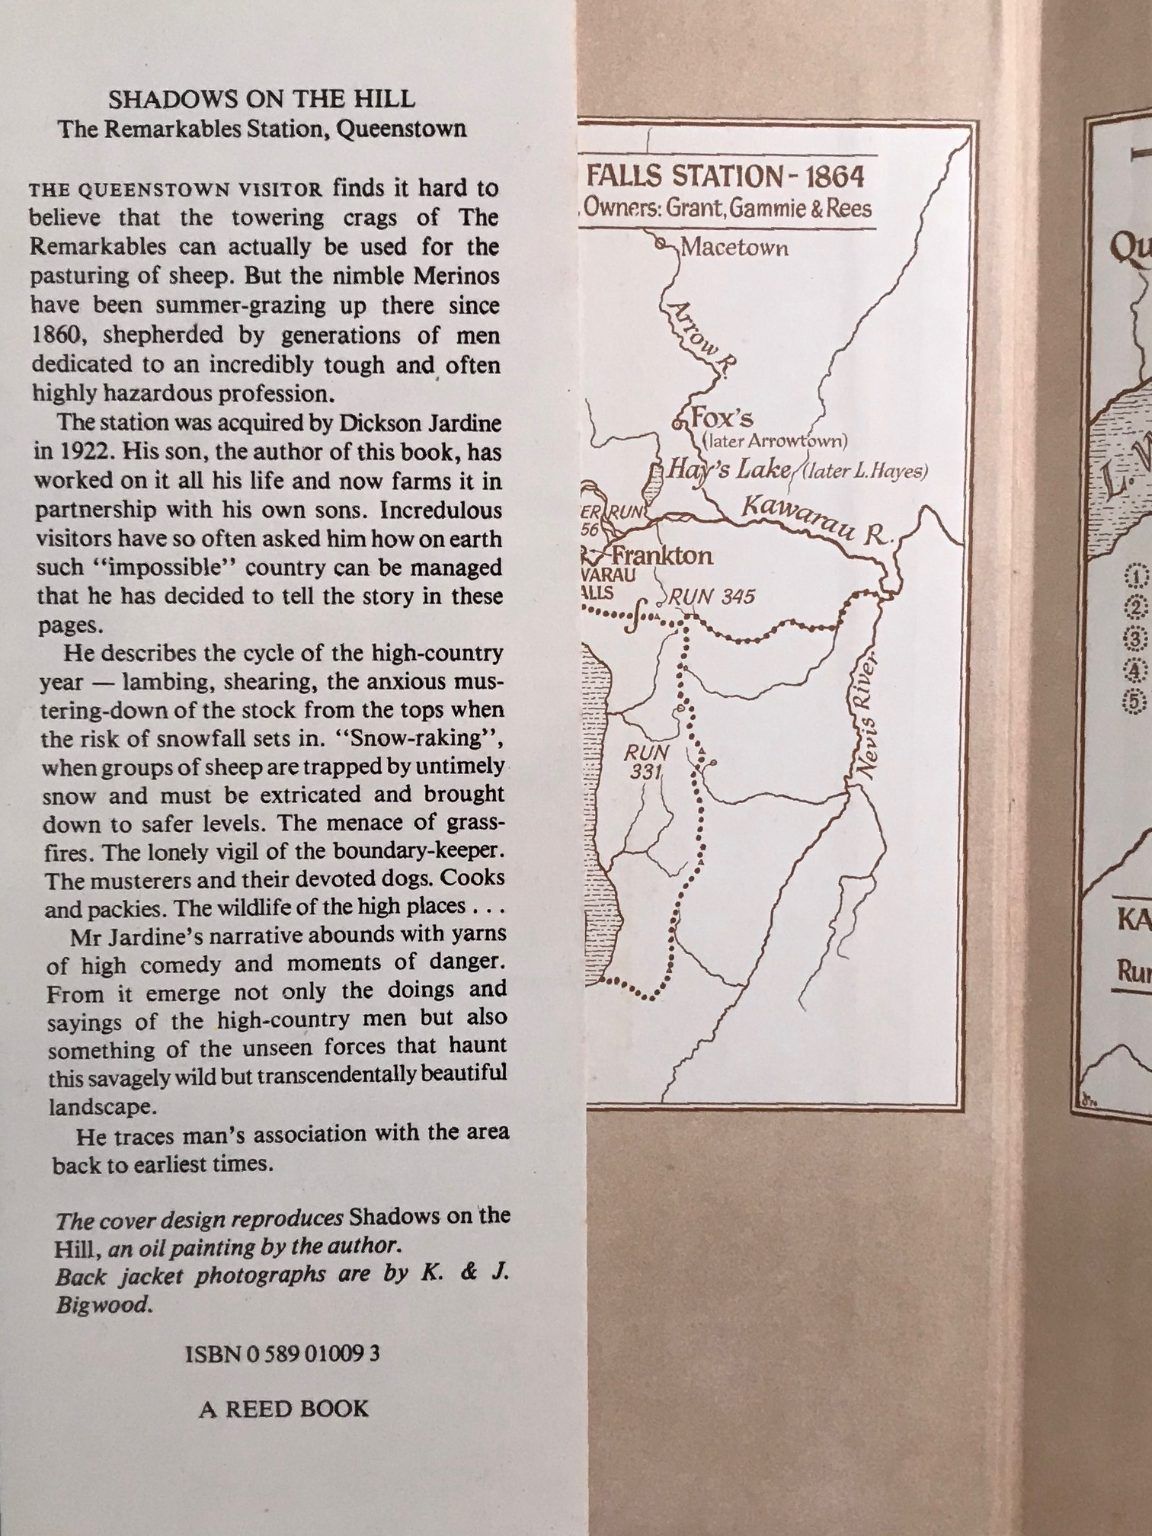 SHADOWS ON THE HILL
The Remarkables Station, Queenstown
THE QUEENSTOWN VISITOR finds it hard to
believe that the towering crags of The
Remarkables can actually be used for the
pasturing of sheep. But the nimble Merinos
have been summer-grazing up there since
1860, shepherded by generations of men
dedicated to an incredibly tough and often
highly hazardous profession.
The station was acquired by Dickson Jardine
in 1922. His son, the author of this book, has
worked on it all his life and now farms it in
partnership with his own sons. Incredulous
visitors have so often asked him how on earth
such “impossible” country can be managed
that he has decided to tell the story in these
pages.
He describes the cycle of the high-country
year — lambing, shearing, the anxious mus-
tering-down of the stock from the tops when
the risk of snowfall sets in. “Snow-raking”,
when groups of sheep are trapped by untimely
snow and must be extricated and brought
down to safer levels. The menace of grass-
fires. The lonely vigil of the boundary-keeper.
The musterers and their devoted dogs. Cooks
and packies. The wildlife of the high places . . .
Mr Jardine’s narrative abounds with yarns
of high comedy and moments of danger.
From it emerge not only the doings and
sayings of the high-country men but also
something of the unseen forces that haunt
this savagely wild but transcendentally beautiful
landscape.
He traces man’s association with the area
back to earliest times.
The cover design reproduces Shadows on the
Hill, an oil painting by the author.
Back jacket photographs are by K. & J.
Bigwood.
ISBN 0 589 01009 3
A REED BOOK
FALLS STATION - 1864
Owners: Grant, Gammie & Rees
Macetown
Arrow R.
Fox's
(later Arrowtown)
Hay's Lake (later L.Hayes)
ER RUN
56
Kawarau R.
Frankton
VARAU
ALLS
RUN 345
Nevis River
RUN
331
Qu
L. W
1
2
3
4
5
KA
Run